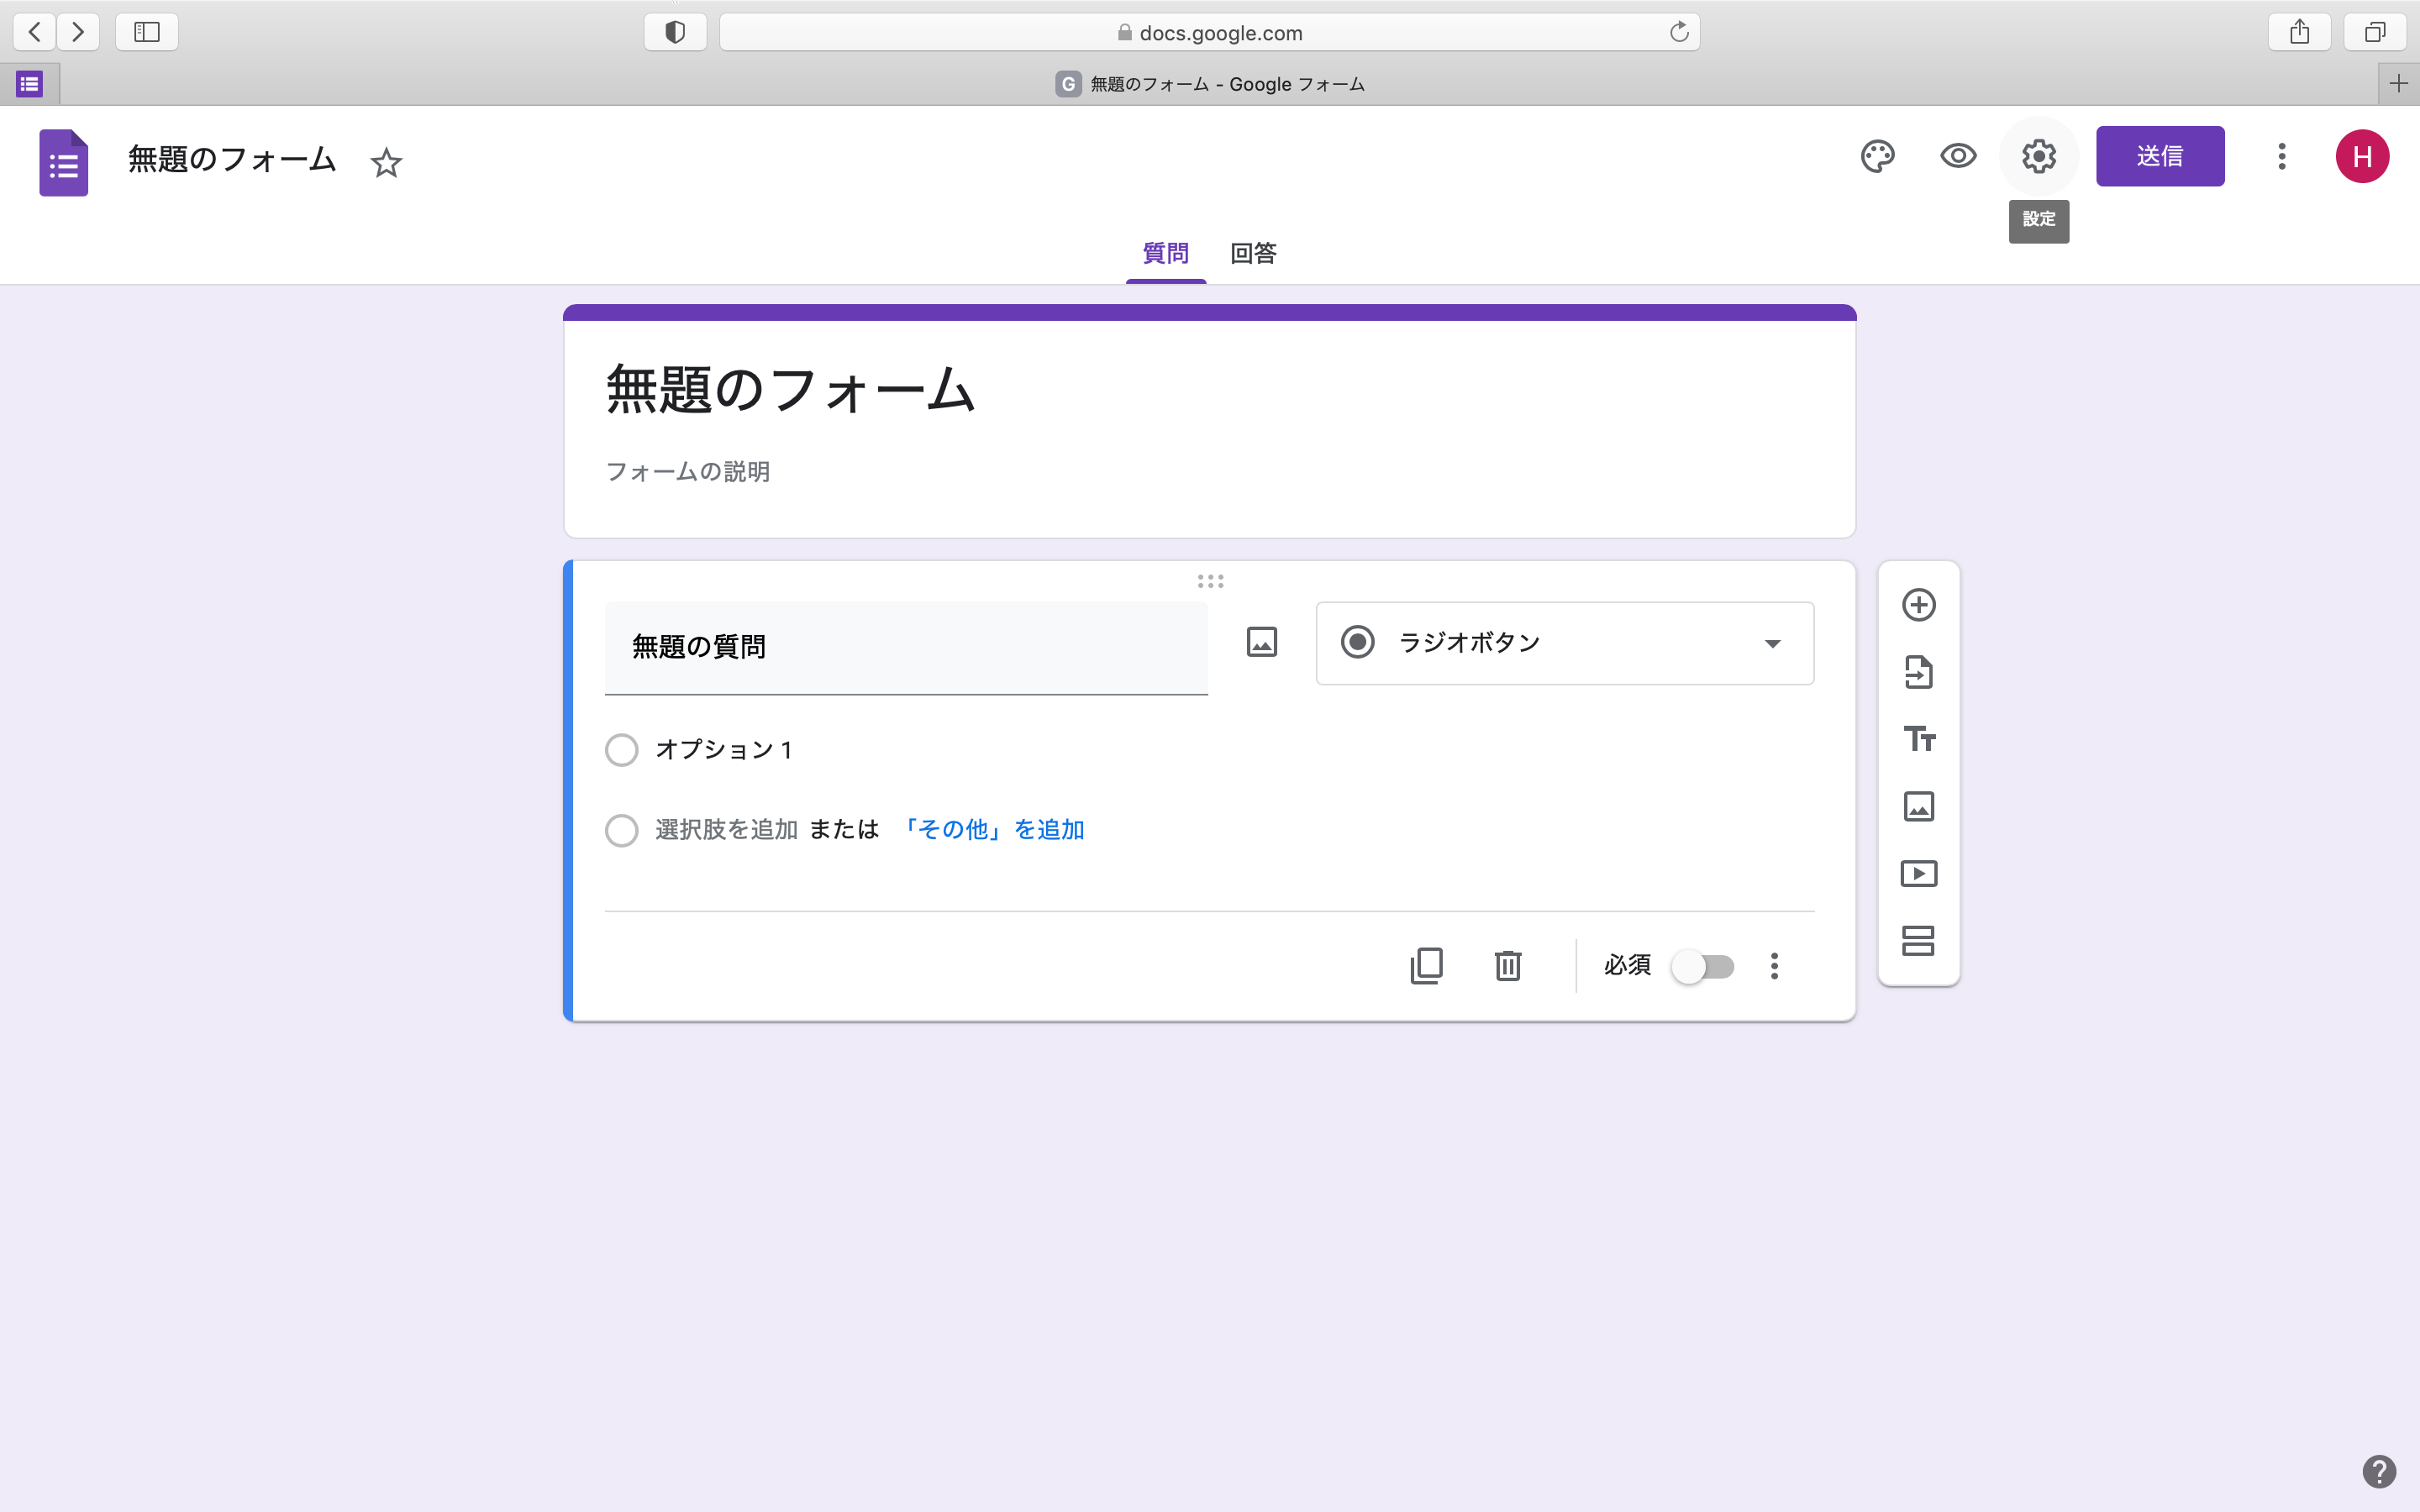 docs.google.com
G 無題のフォーム - Google フォーム
無題のフォーム
送信
H
設定
質問 回答
無題のフォーム
フォームの説明
無題の質問
ラジオボタン
オプション 1
選択肢を追加 または 「その他」を追加
必須